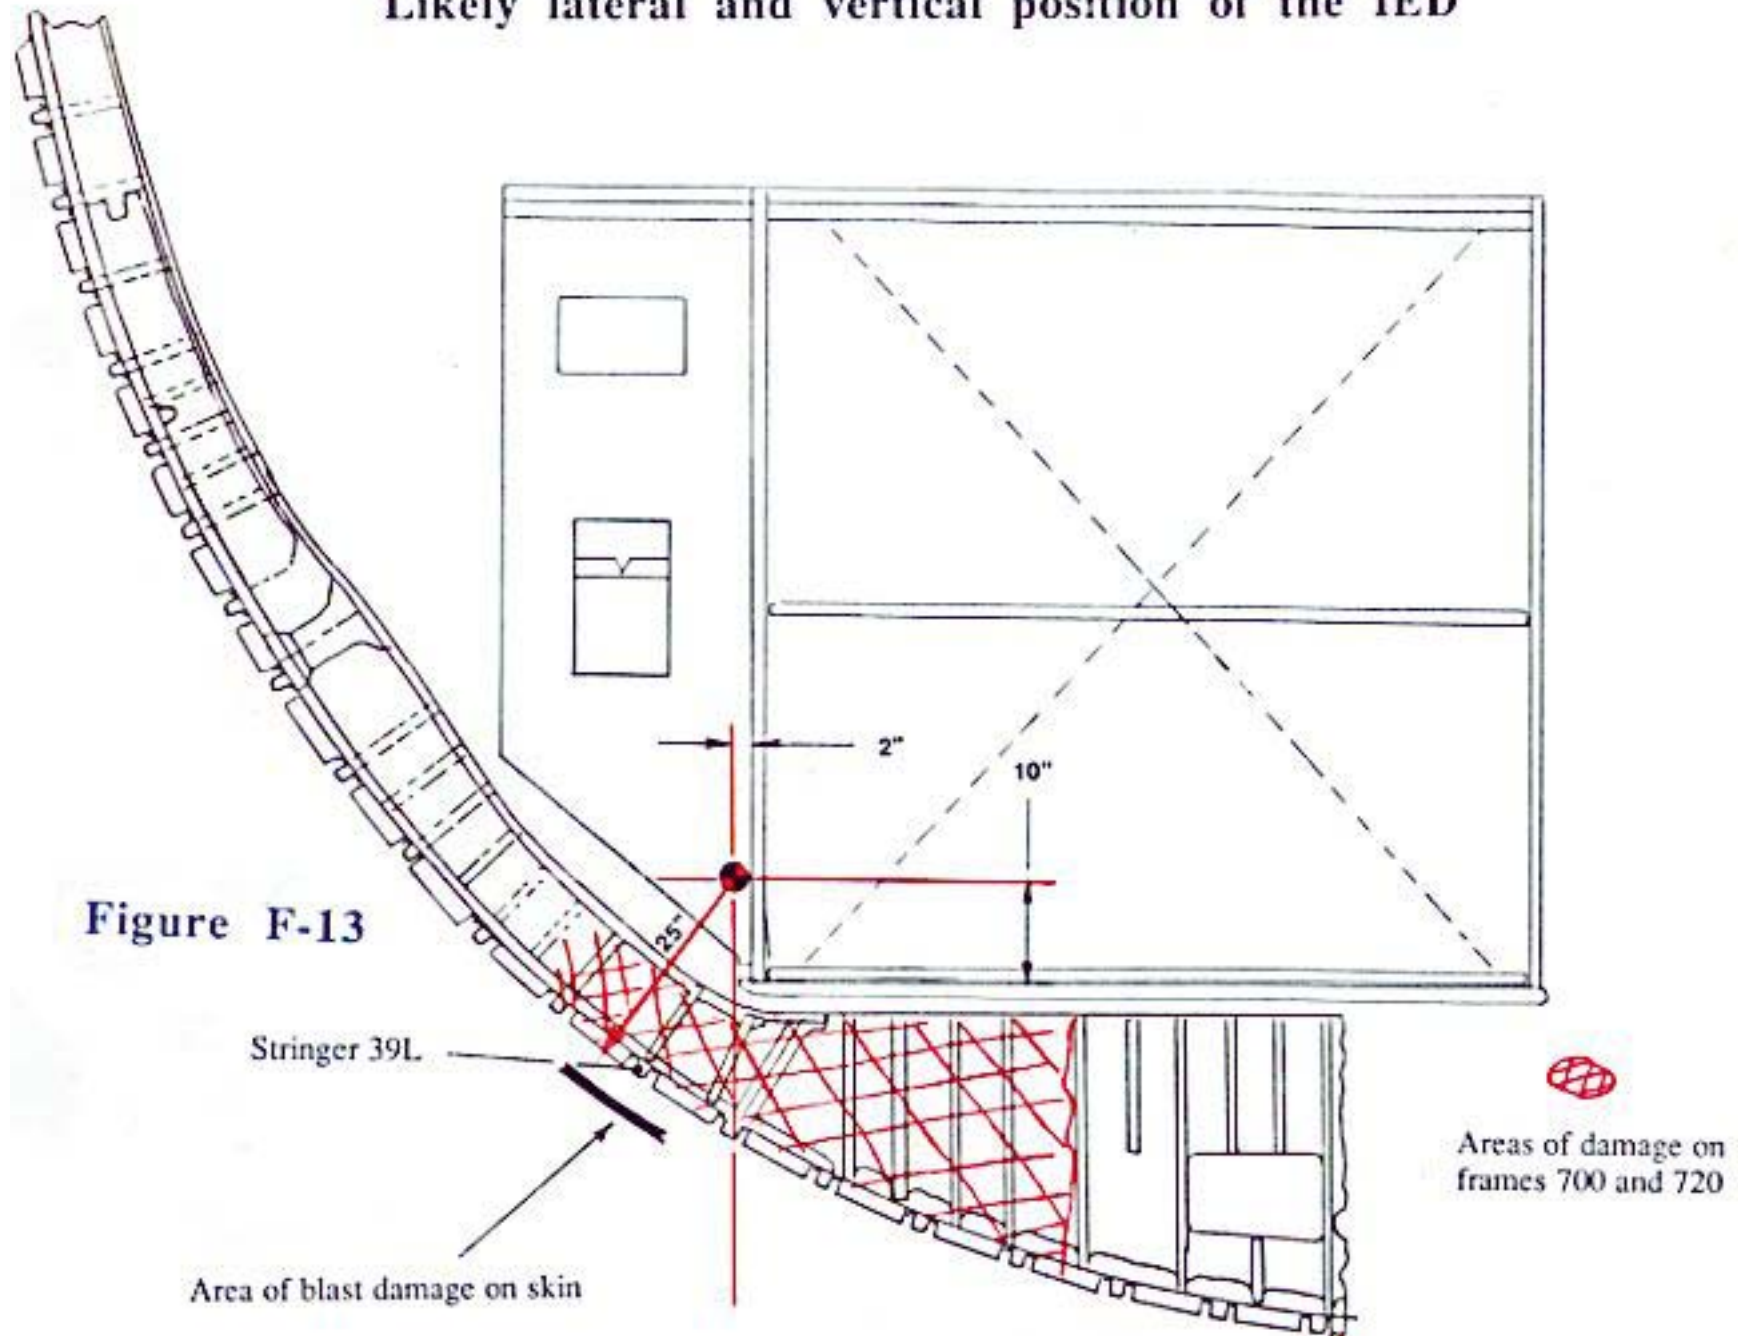 Likely lateral and vertical position of the IED
2"
10"
25"
Figure F-13
Stringer 39L
Areas of damage on
frames 700 and 720
Area of blast damage on skin